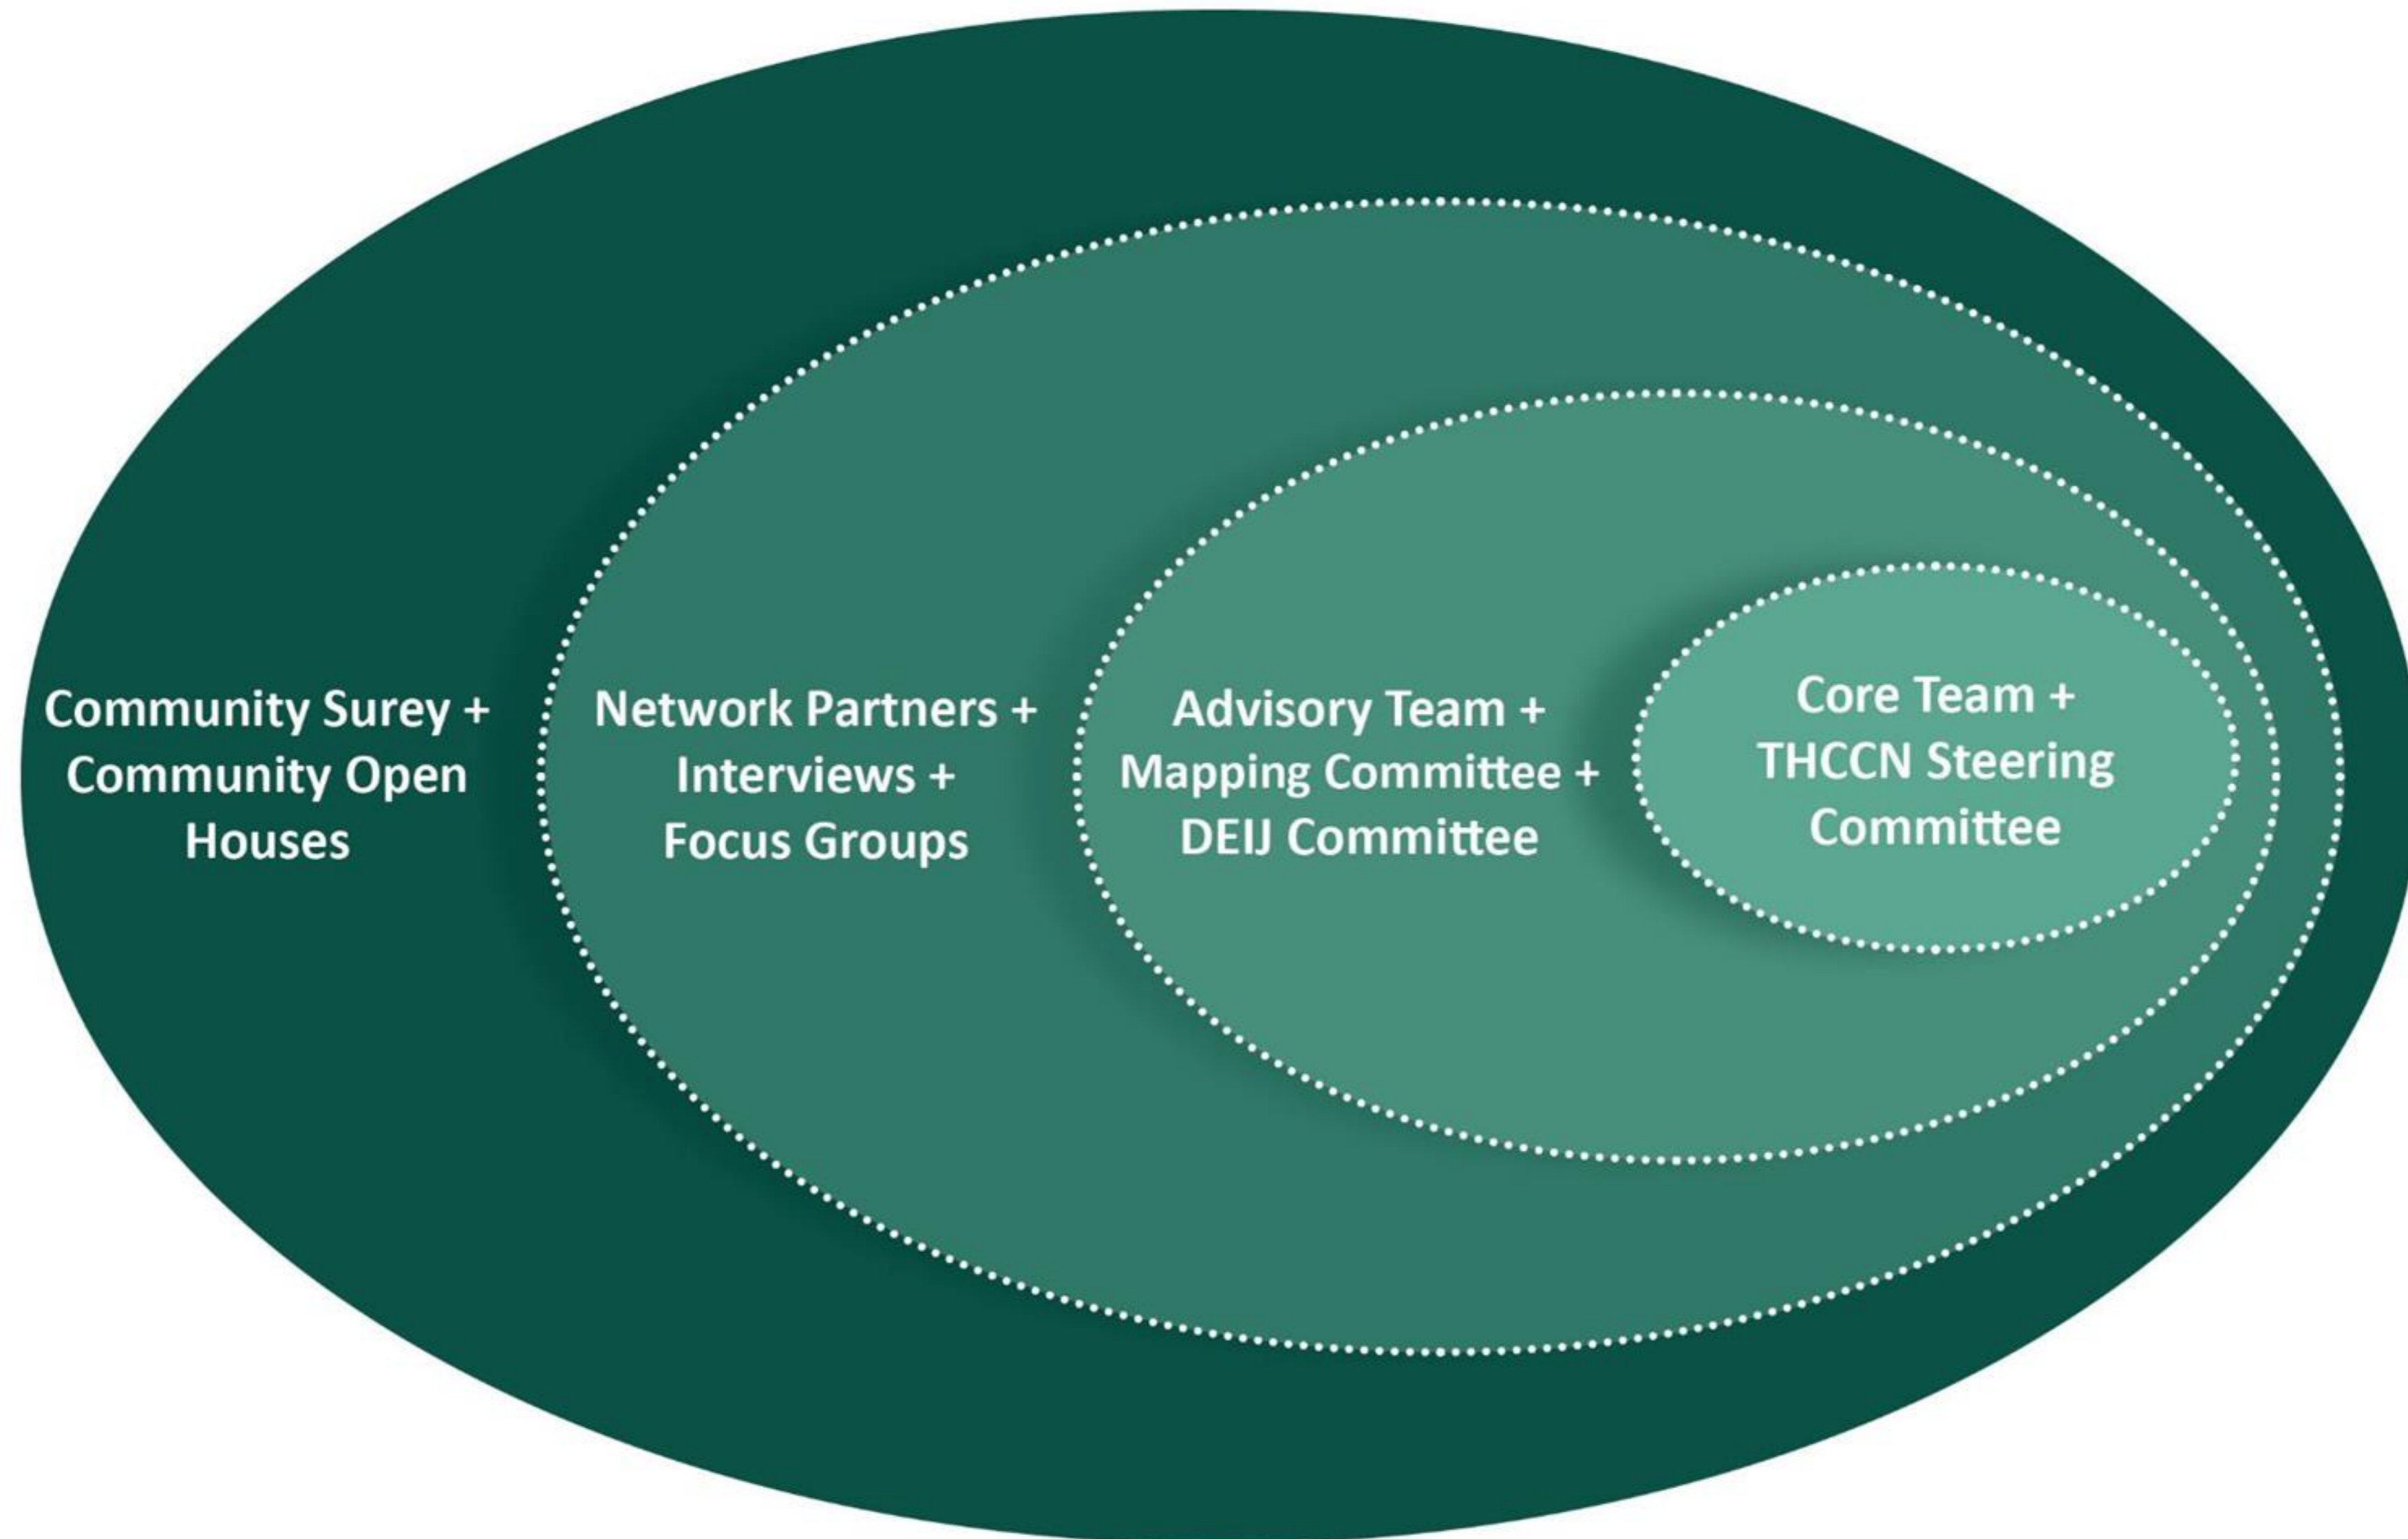 Community Surey +
Community Open
Houses
Network Partners +
Interviews +
Focus Groups
Advisory Team +
Mapping Committee +
DEIJ Committee
Core Team +
THCCN Steering
Committee